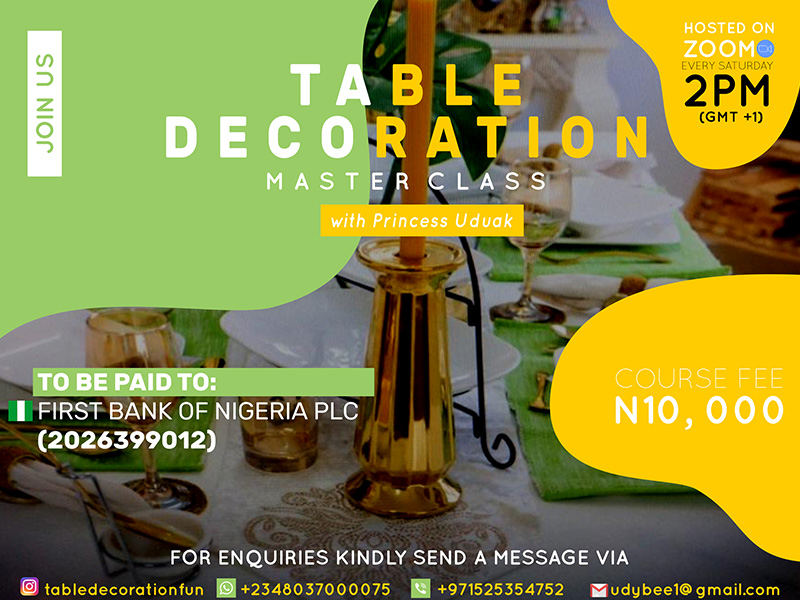 JOIN US
HOSTED ON
ZOOM
EVERY SATURDAY
2PM
(GMT +1)
TABLE
DECORATION
MASTER CLASS
with Princess Uduak
TO BE PAID TO:
FIRST BANK OF NIGERIA PLC
(2026399012)
COURSE FEE
N10, 000
FOR ENQUIRIES KINDLY SEND A MESSAGE VIA
tabledecorationfun +2348037000075 +971525354752 udybee1@gmail.com